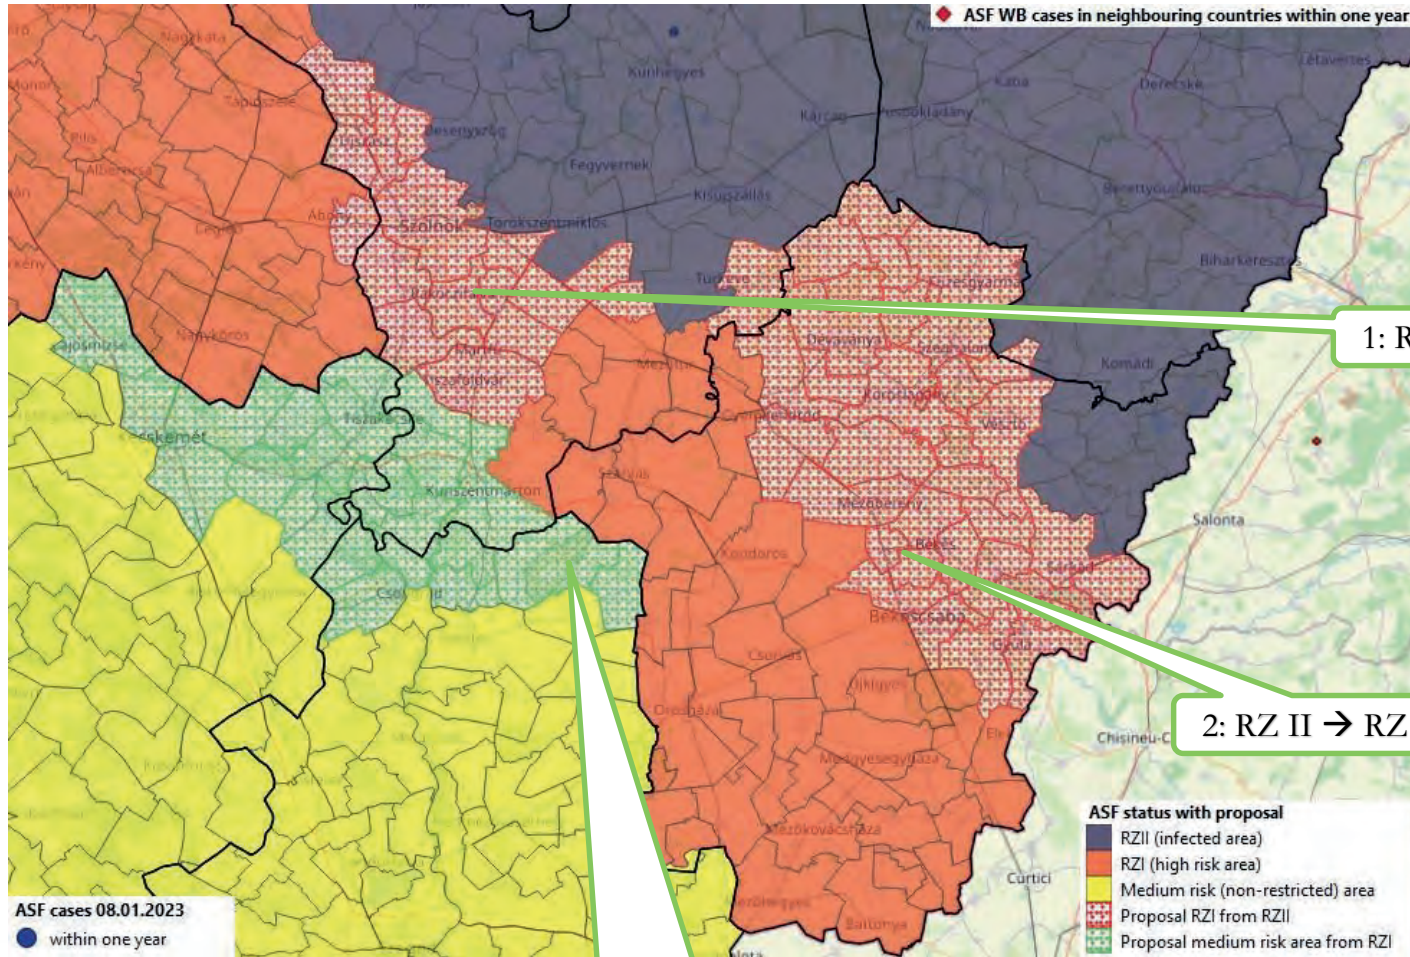 ASF WB cases in neighbouring countries within one year
Nagykáta
Kunhegyes
Kaba
Derecske
Létavértes
Tápiószele
Besenyszög
Karcag
Püspökladány
Pilis
Albertirsa
Fegyvernek
Kisújszállás
Berettyóújfalu
Abony
Cegléd
Szolnok
Törökszentmiklós
Biharkeresztes
Túrkeve
Füzesgyarmat
Rákóczifalva
1: R
Nagykőrös
Lajosmizse
Martfű
Mezőtúr
Dévaványa
Szeghalom
Komádi
Tiszaföldvár
Körösladány
Gyomaendrőd
Vésztő
Tiszakécske
Kecskemét
Szarvas
Kunszentmárton
Mezőberény
Salonta
Kondoros
Békés
Sarkad
Csongrád
Békéscsaba
Gyula
Csorvás
Újkígyós
Orosháza
2: RZ II → RZ
Elek
Chisineu-C
Medgyesegyháza
Mezőkovácsháza
Curtici
Mezőhegyes
Battonya
ASF status with proposal
RZII (infected area)
RZI (high risk area)
Medium risk (non-restricted) area
Proposal RZI from RZII
Proposal medium risk area from RZI
ASF cases 08.01.2023
within one year